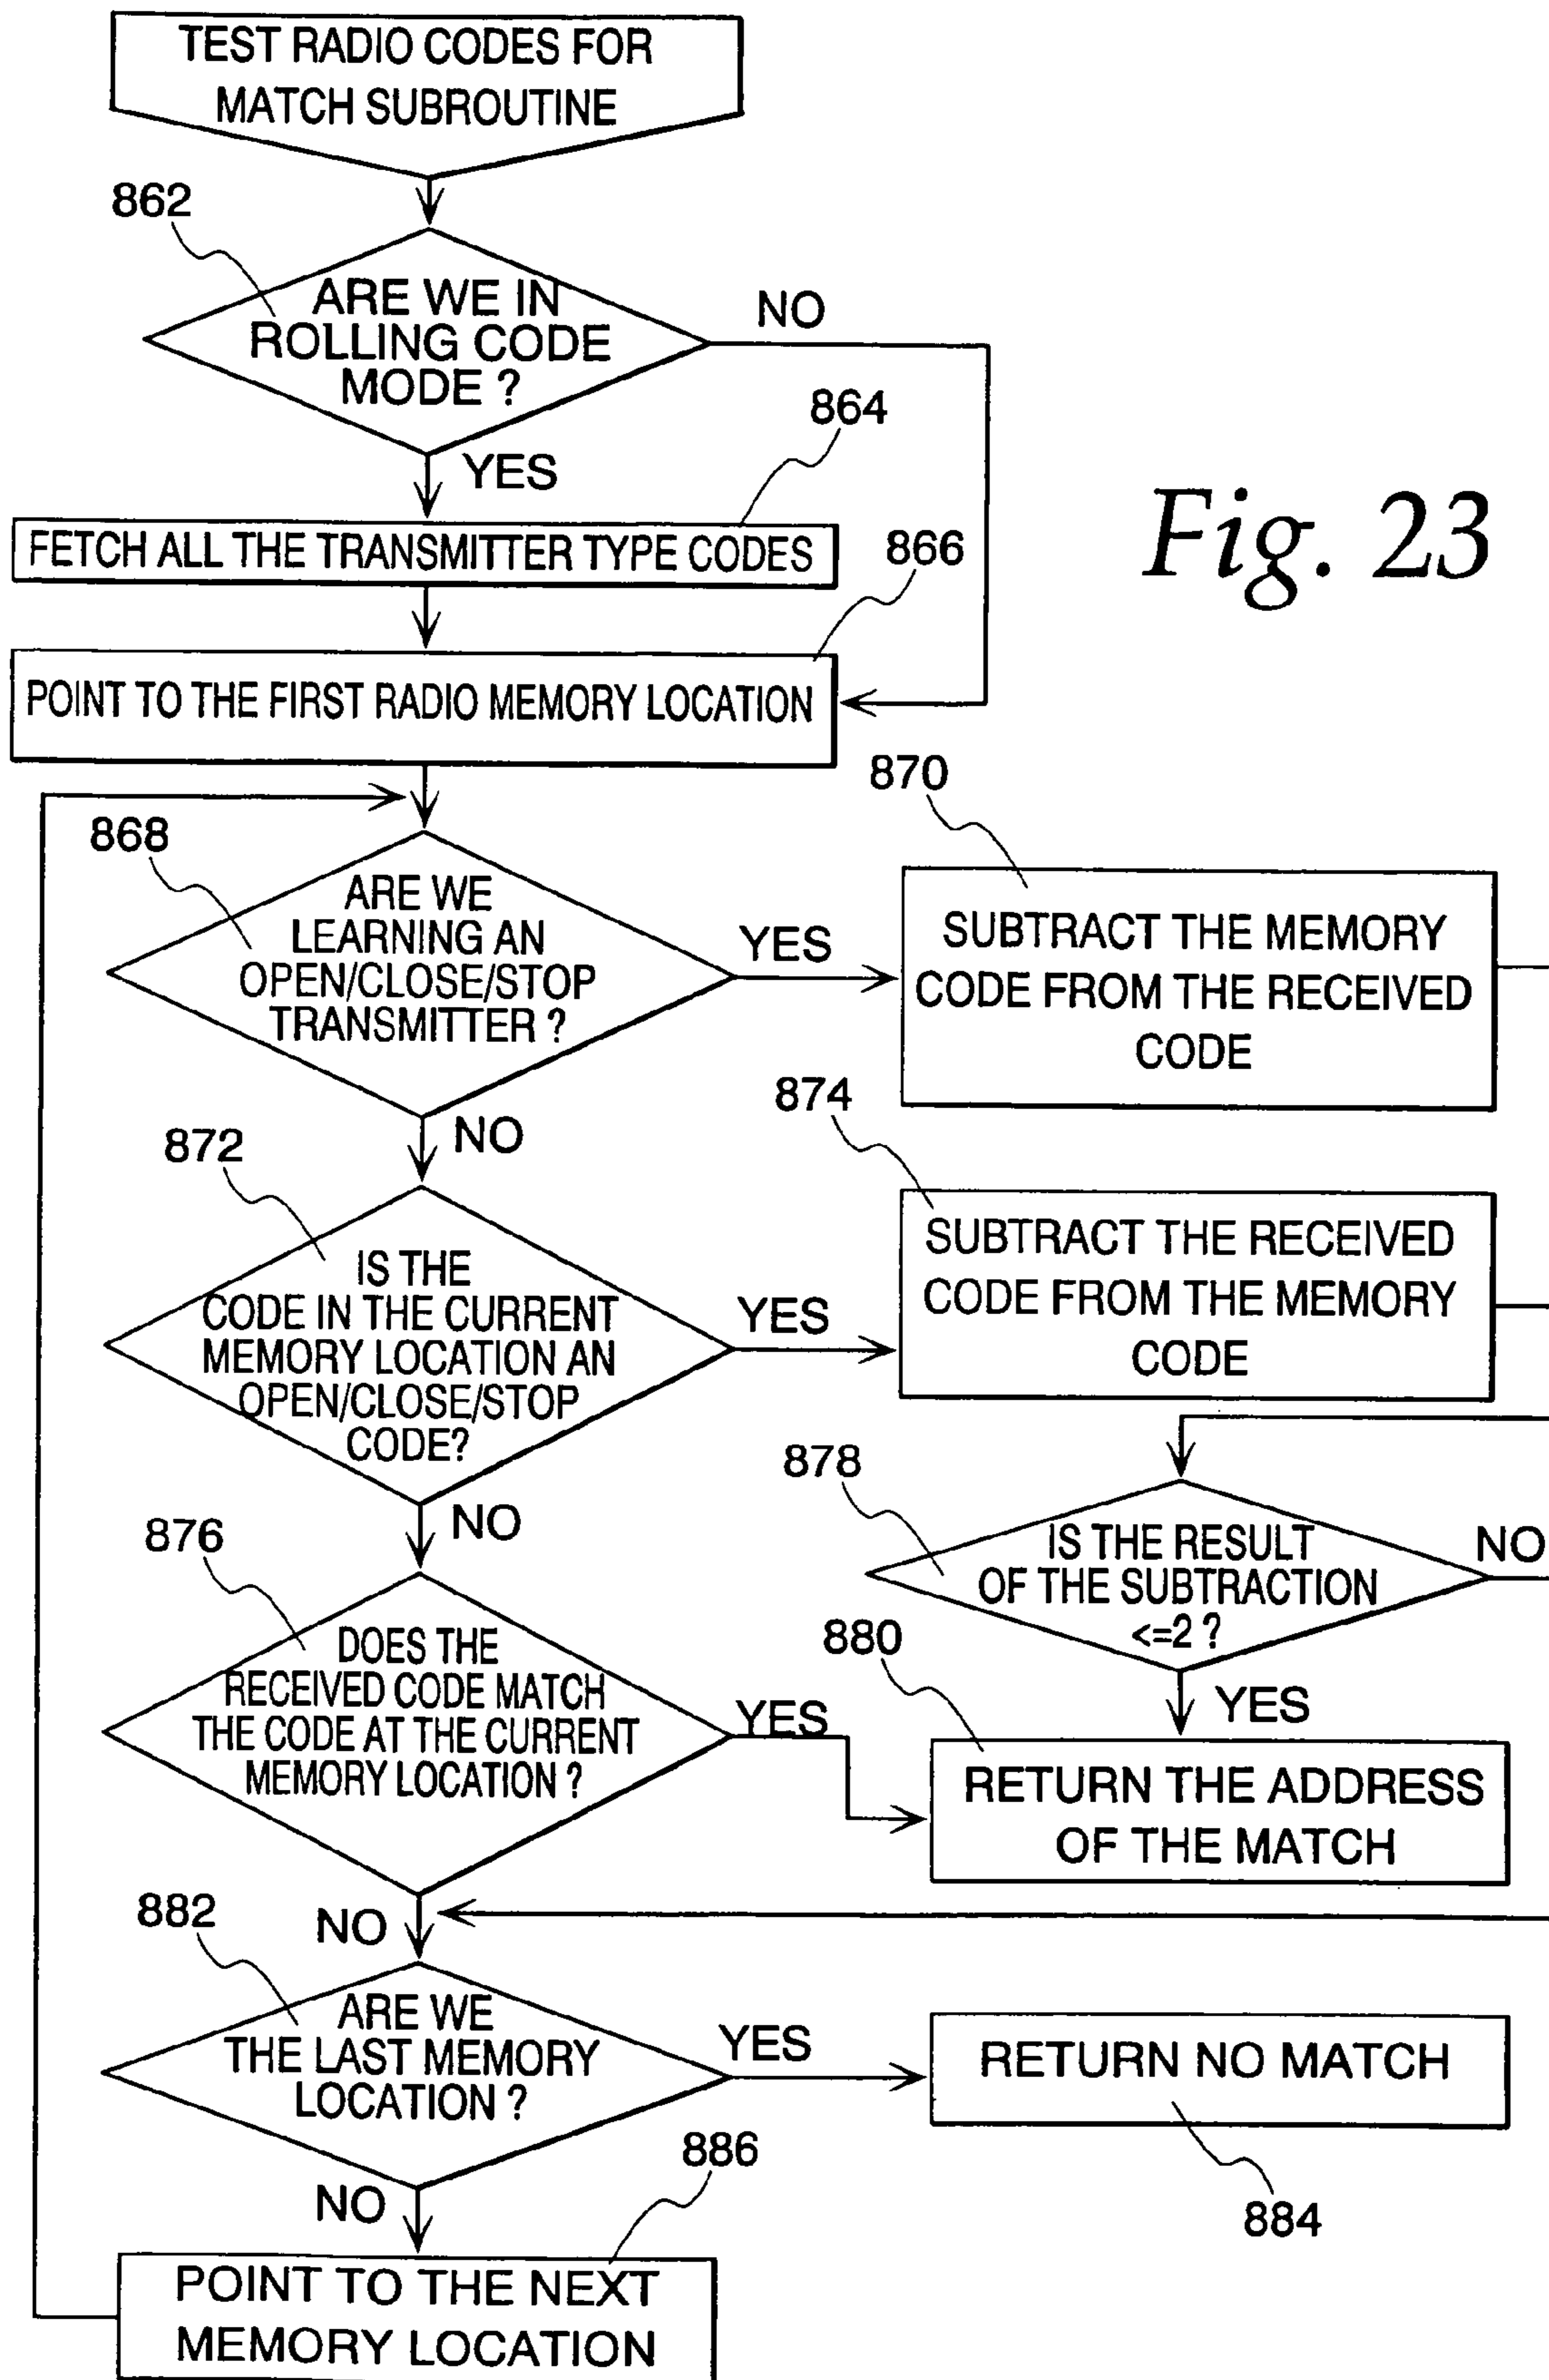 TEST RADIO CODES FOR
MATCH SUBROUTINE
862
ARE WE IN
ROLLING CODE
MODE ?
NO
YES
864
FETCH ALL THE TRANSMITTER TYPE CODES
866
Fig. 23
POINT TO THE FIRST RADIO MEMORY LOCATION
868
ARE WE
LEARNING AN
OPEN/CLOSE/STOP
TRANSMITTER ?
YES
870
SUBTRACT THE MEMORY
CODE FROM THE RECEIVED
CODE
NO
872
IS THE
CODE IN THE CURRENT
MEMORY LOCATION AN
OPEN/CLOSE/STOP
CODE?
YES
874
SUBTRACT THE RECEIVED
CODE FROM THE MEMORY
CODE
NO
876
DOES THE
RECEIVED CODE MATCH
THE CODE AT THE CURRENT
MEMORY LOCATION ?
YES
878
IS THE RESULT
OF THE SUBTRACTION
<=2 ?
NO
YES
880
RETURN THE ADDRESS
OF THE MATCH
NO
882
ARE WE
THE LAST MEMORY
LOCATION ?
YES
RETURN NO MATCH
884
NO
886
POINT TO THE NEXT
MEMORY LOCATION